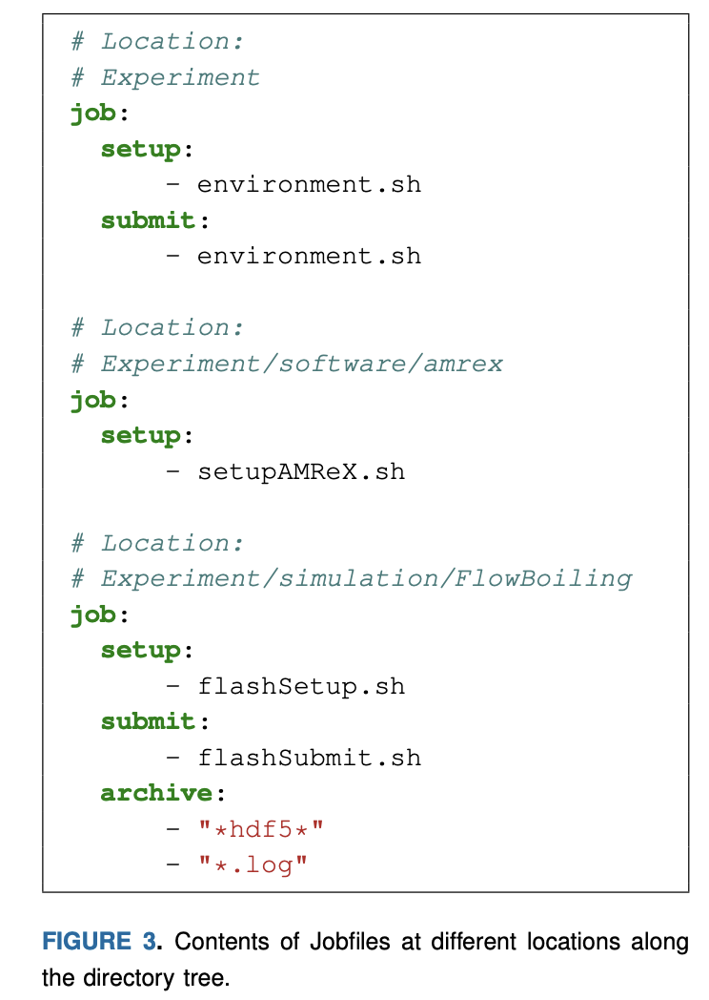 # Location:
# Experiment
job:
  setup:
      - environment.sh
  submit:
      - environment.sh

# Location:
# Experiment/software/amrex
job:
  setup:
      - setupAMReX.sh

# Location:
# Experiment/simulation/FlowBoiling
job:
  setup:
      - flashSetup.sh
  submit:
      - flashSubmit.sh
  archive:
      - "*hdf5*"
      - "*.log"

FIGURE 3. Contents of Jobfiles at different locations along
the directory tree.